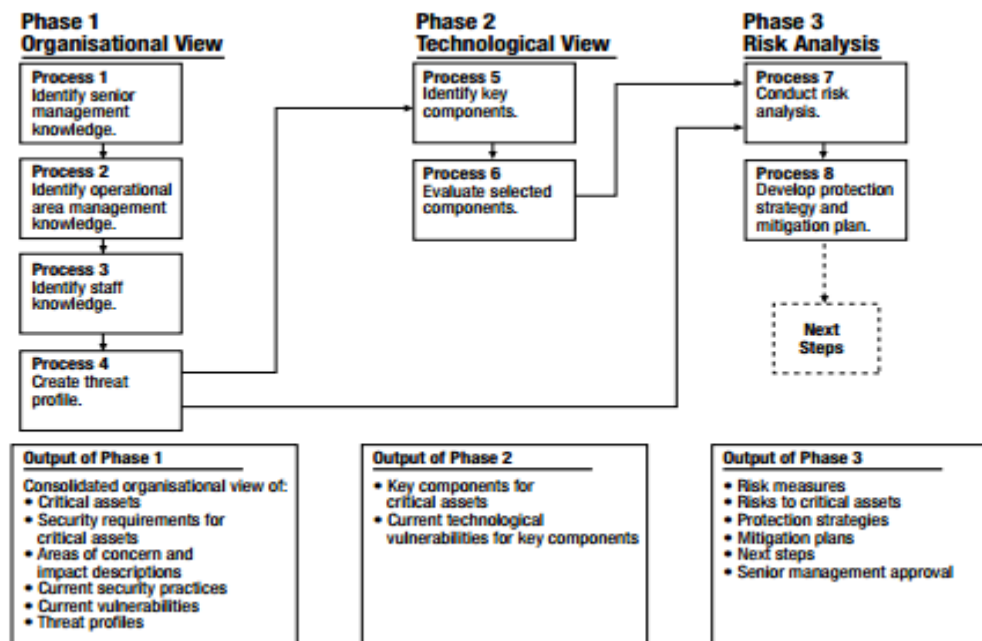 Phase 1
Organisational View
Process 1
Identify senior
management
knowledge.
Process 2
Identify operational
area management
knowledge.
Process 3
Identify staff
knowledge.
Process 4
Create threat
profile.
Phase 2
Technological View
Process 5
Identify key
components.
Process 6
Evaluate selected
components.
Phase 3
Risk Analysis
Process 7
Conduct risk
analysis.
Process 8
Develop protection
strategy and
mitigation plan.
Next
Steps
Output of Phase 1
Consolidated organisational view of:
• Critical assets
• Security requirements for
critical assets
• Areas of concern and
impact descriptions
• Current security practices
• Current vulnerabilities
• Threat profiles
Output of Phase 2
• Key components for
critical assets
• Current technological
vulnerabilities for key components
Output of Phase 3
• Risk measures
• Risks to critical assets
• Protection strategies
• Mitigation plans
• Next steps
• Senior management approval